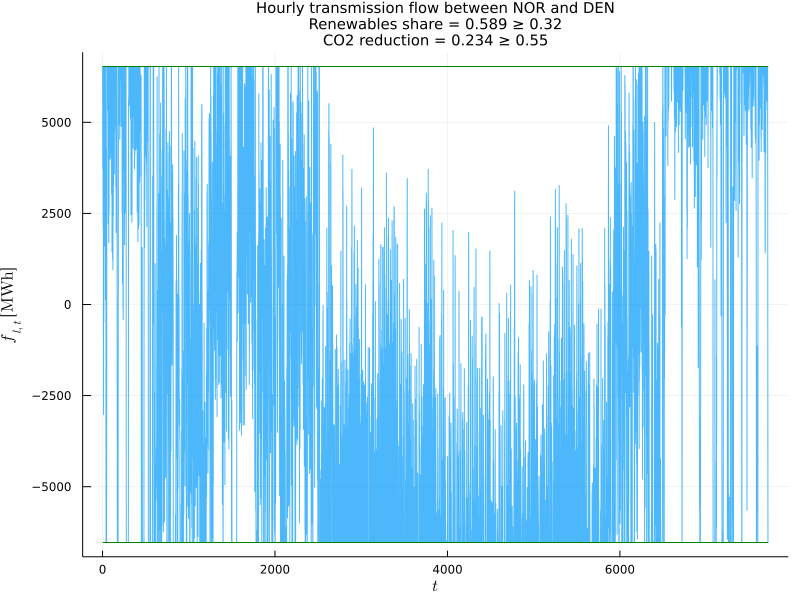 Hourly transmission flow between NOR and DEN
Renewables share = 0.589 ≥ 0.32
CO2 reduction = 0.234 ≥ 0.55
5000
2500
0
−2500
−5000
f l,t [MWh]
0 2000 4000 6000
t